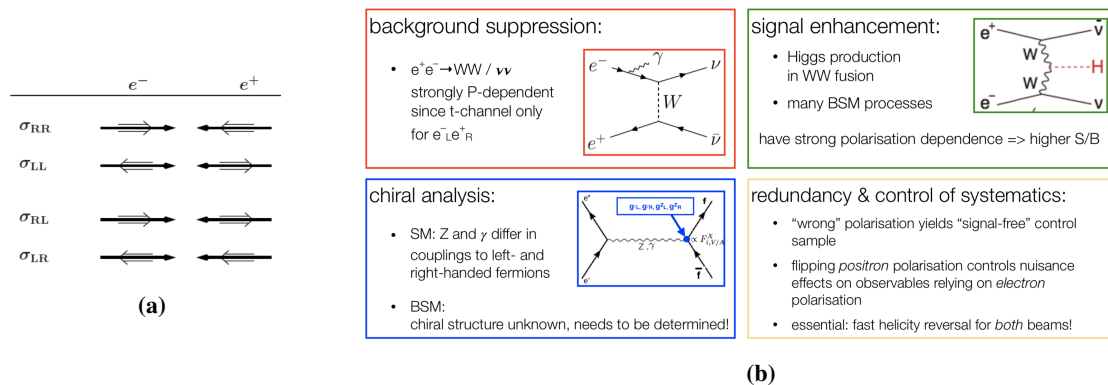 e⁻ e⁺
σRR
σLL
σRL
σLR
(a)
background suppression:
• e⁺e⁻→WW / νν
strongly P-dependent
since t-channel only
for e⁻Le⁺R
e⁻ γ ν
W
e⁺ ν̄
signal enhancement:
• Higgs production
in WW fusion
• many BSM processes
e⁺ ν̄
W
H
W
e⁻ ν
have strong polarisation dependence => higher S/B
chiral analysis:
• SM: Z and γ differ in
couplings to left- and
right-handed fermions
• BSM:
chiral structure unknown, needs to be determined!
e⁺ f
Z ,γ
e⁻ f̄
redundancy & control of systematics:
• “wrong” polarisation yields “signal-free” control
sample
• flipping positron polarisation controls nuisance
effects on observables relying on electron
polarisation
• essential: fast helicity reversal for both beams!
(b)